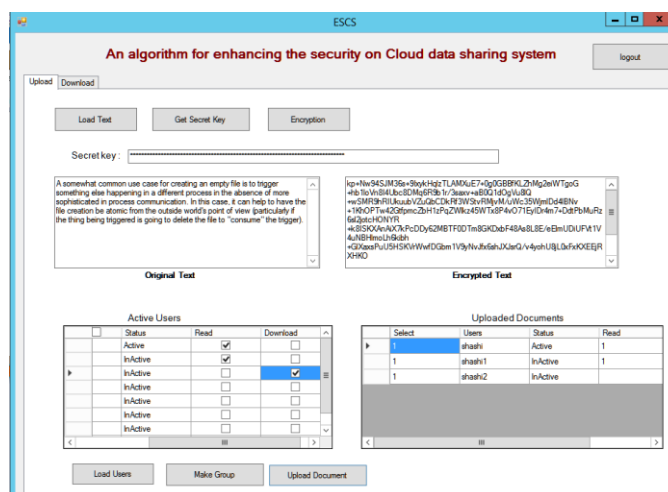 ESCS
An algorithm for enhancing the security on Cloud data sharing system
logout
Upload Download
Load Text Get Secret Key Encryption
Secret key :
A somewhat common use case for creating an empty file is to trigger
something else happening in a different process in the absence of more
sophisticated in process communication. In this case, it can help to have the
file creation be atomic from the outside world's point of view (particularly if
the thing being triggered is going to delete the file to "consume" the trigger).
Original Text
Encrypted Text
Active Users
Status Read Download
Active
InActive
InActive
InActive
InActive
InActive
InActive
Uploaded Documents
Select Users Status Read
1 shashi Active 1
1 shashi1 InActive 1
1 shashi2 InActive
Load Users Make Group Upload Document